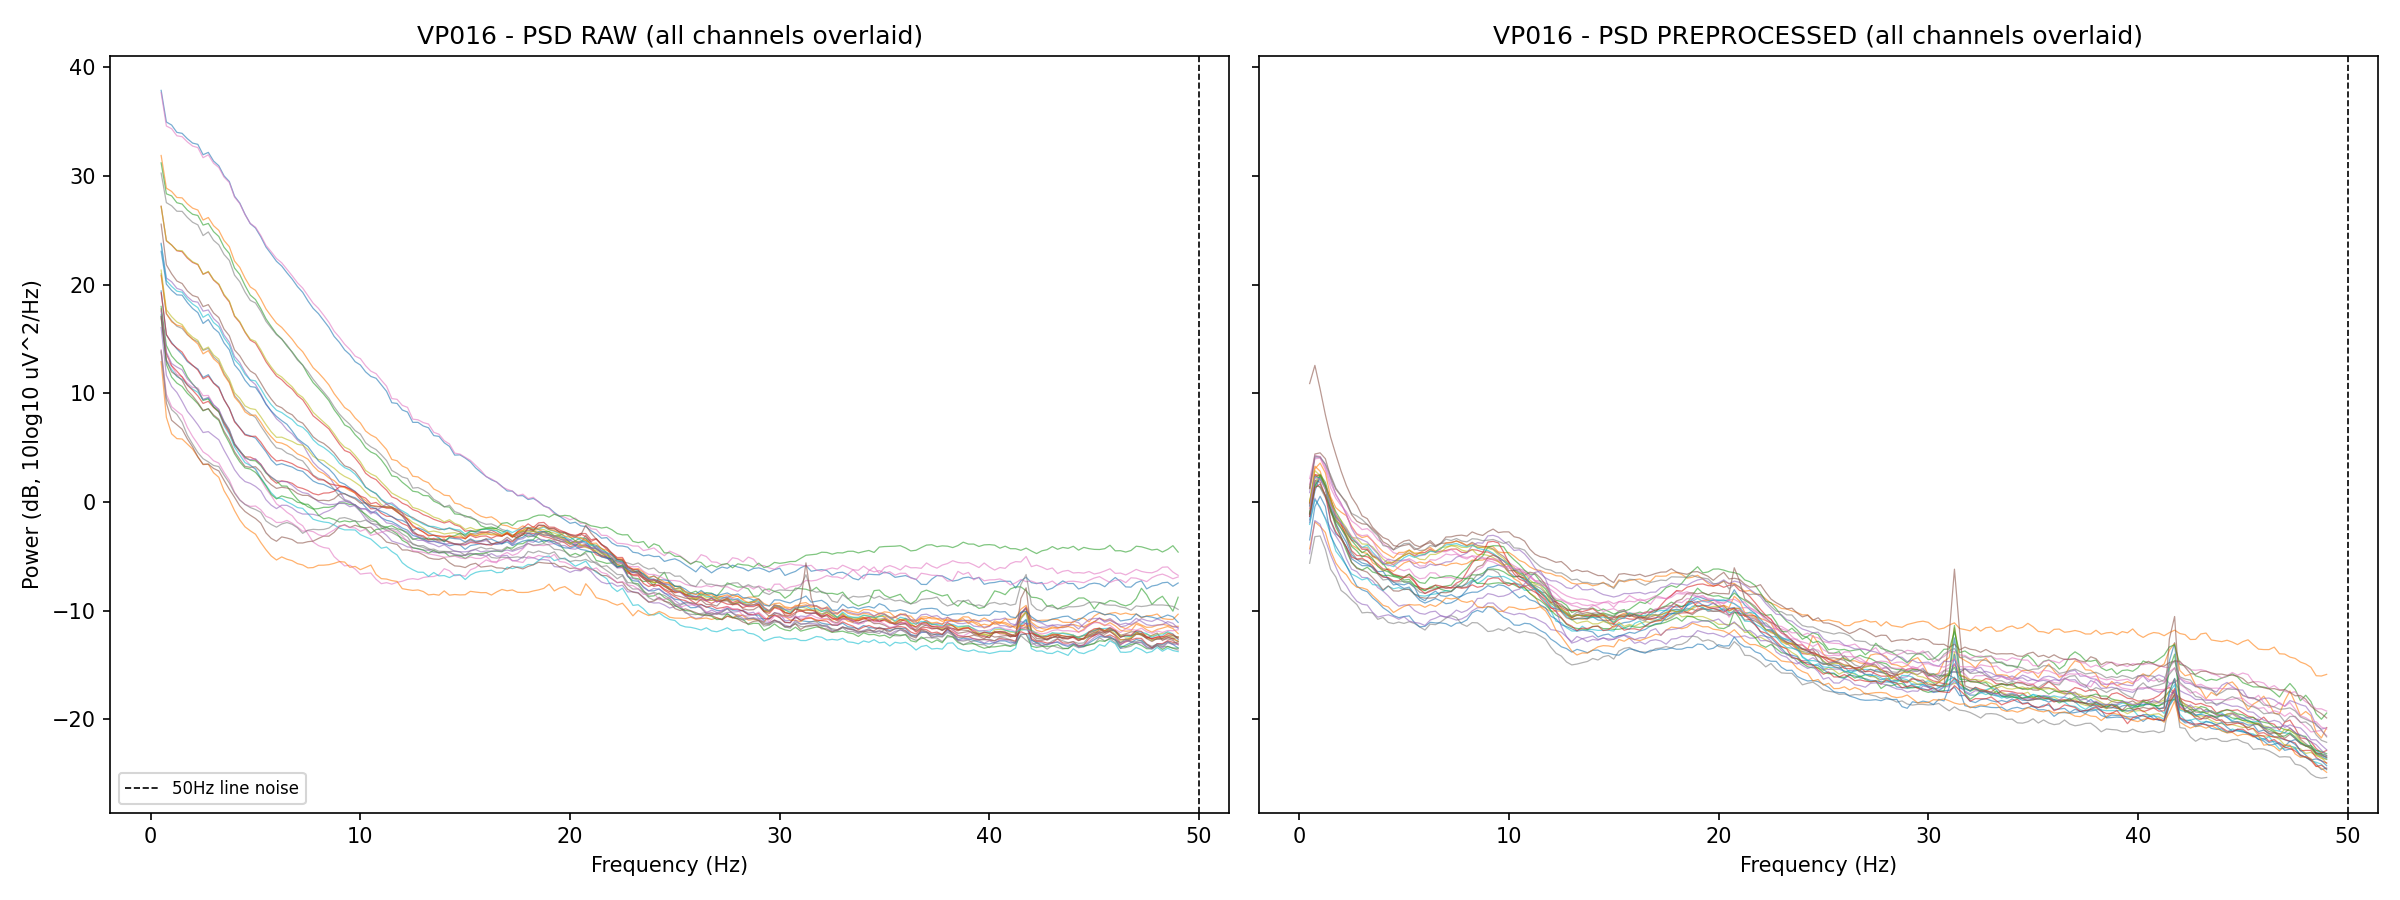 VP016 - PSD RAW (all channels overlaid)
VP016 - PSD PREPROCESSED (all channels overlaid)
Power (dB, 10log10 uV^2/Hz)
40
30
20
10
0
−10
−20
50Hz line noise
0 10 20 30 40 50
0 10 20 30 40 50
Frequency (Hz)
Frequency (Hz)